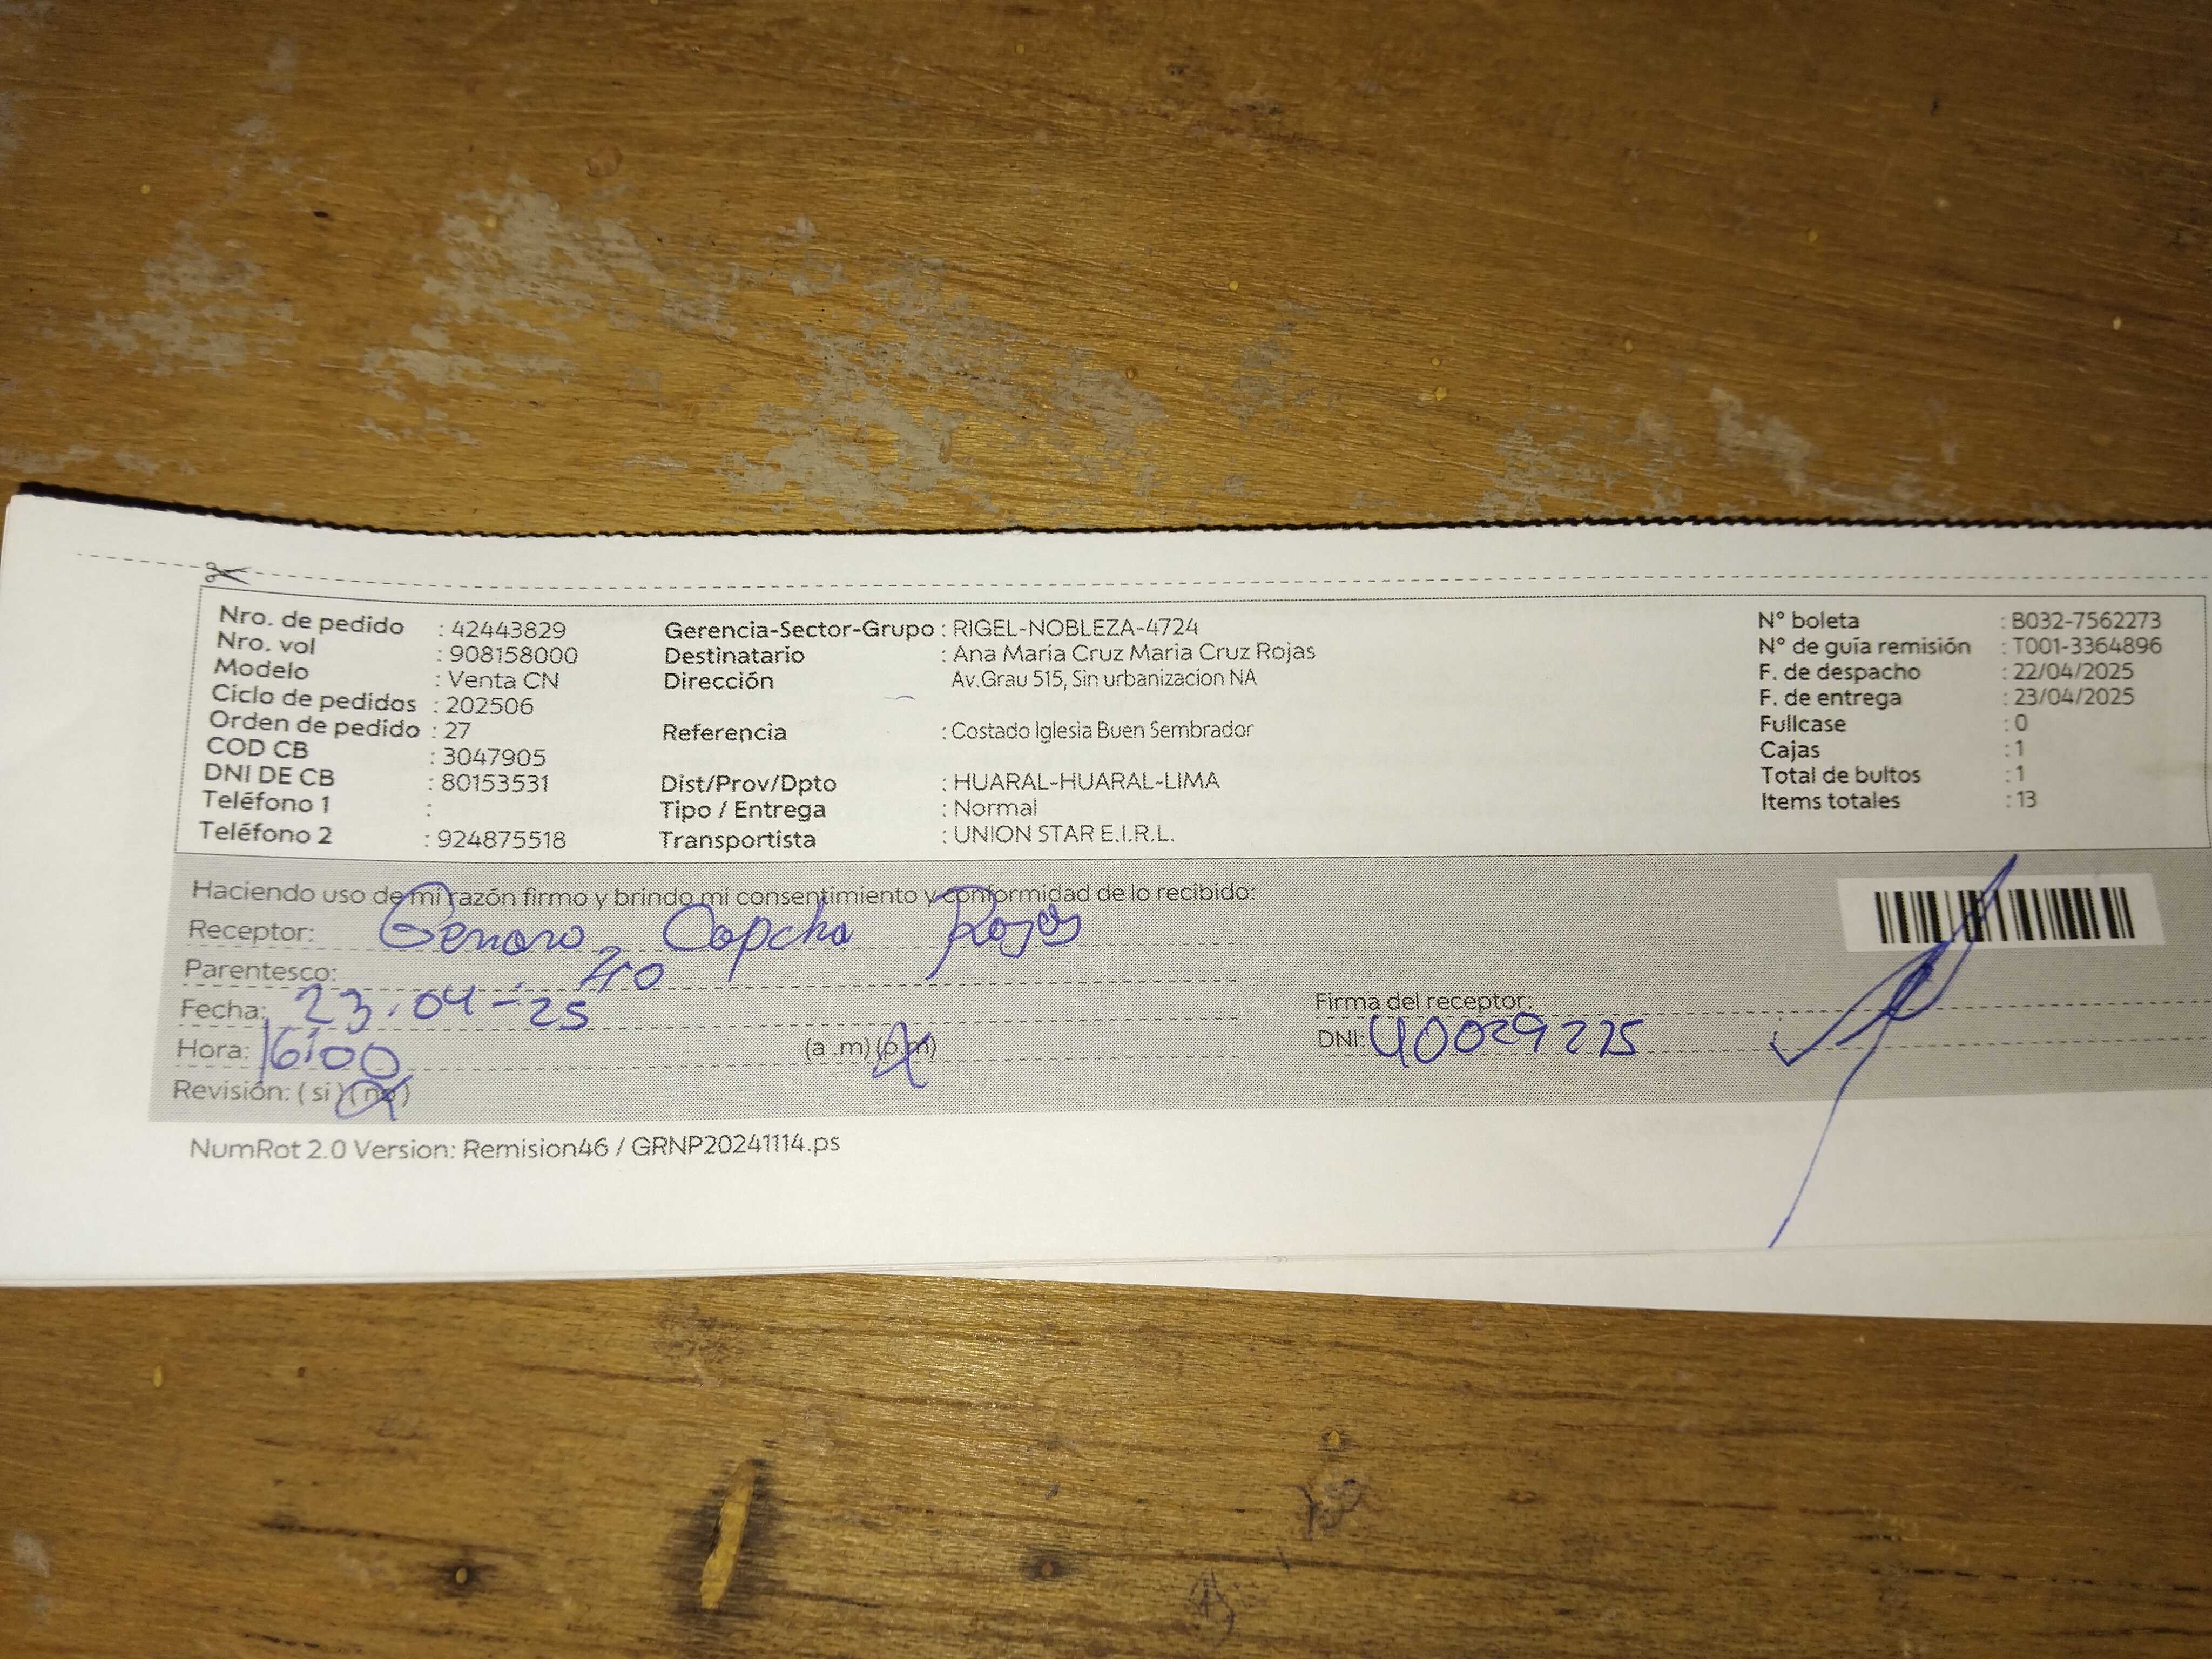 Nro. de pedido : 42443829
Nro. vol : 908158000
Modelo : Venta CN
Ciclo de pedidos : 202506
Orden de pedido : 27
COD CB : 3047905
DNI DE CB : 80153531
Teléfono 1 :
Teléfono 2 : 924875518
Gerencia-Sector-Grupo : RIGEL-NOBLEZA-4724
Destinatario : Ana Maria Cruz Maria Cruz Rojas
Dirección Av.Grau 515, Sin urbanizacion NA
Referencia : Costado Iglesia Buen Sembrador
Dist/Prov/Dpto : HUARAL-HUARAL-LIMA
Tipo / Entrega : Normal
Transportista : UNION STAR E.I.R.L.
N° boleta : B032-7562273
N° de guía remisión : T001-3364896
F. de despacho : 22/04/2025
F. de entrega : 23/04/2025
Fullcase : 0
Cajas : 1
Total de bultos : 1
Items totales : 13
Haciendo uso de mi razón firmo y brindo mi consentimiento y conformidad de lo recibido:
Receptor: Genaro Capcha Rojas
Parentesco:
Fecha: 23.04-25
Hora: 16:00 (a .m) (p.m)
Revisión: ( si ) ( no )
Firma del receptor:
DNI: 40029275
NumRot 2.0 Version: Remision46 / GRNP20241114.ps